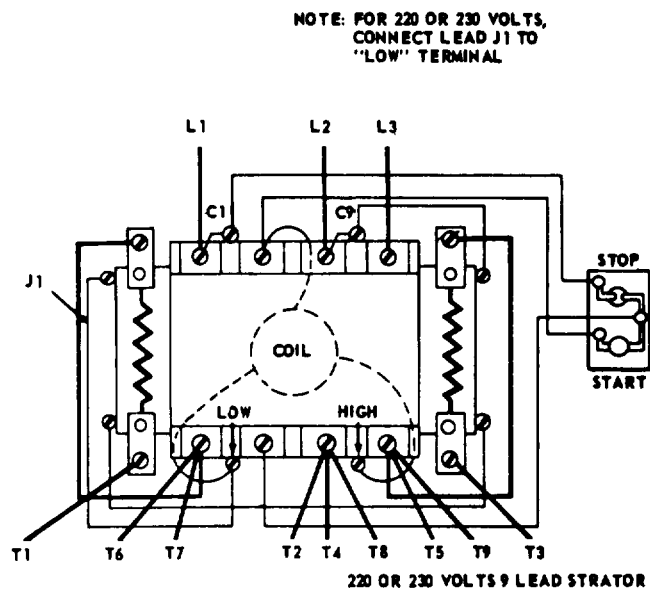 NOTE: FOR 220 OR 230 VOLTS,
CONNECT LEAD J1 TO
"LOW" TERMINAL
L1 L2 L3
C1 C9
STOP
J1
COIL
START
LOW HIGH
T1 T6 T7 T2 T4 T8 T5 T9 T3
220 OR 230 VOLTS 9 LEAD STRATOR